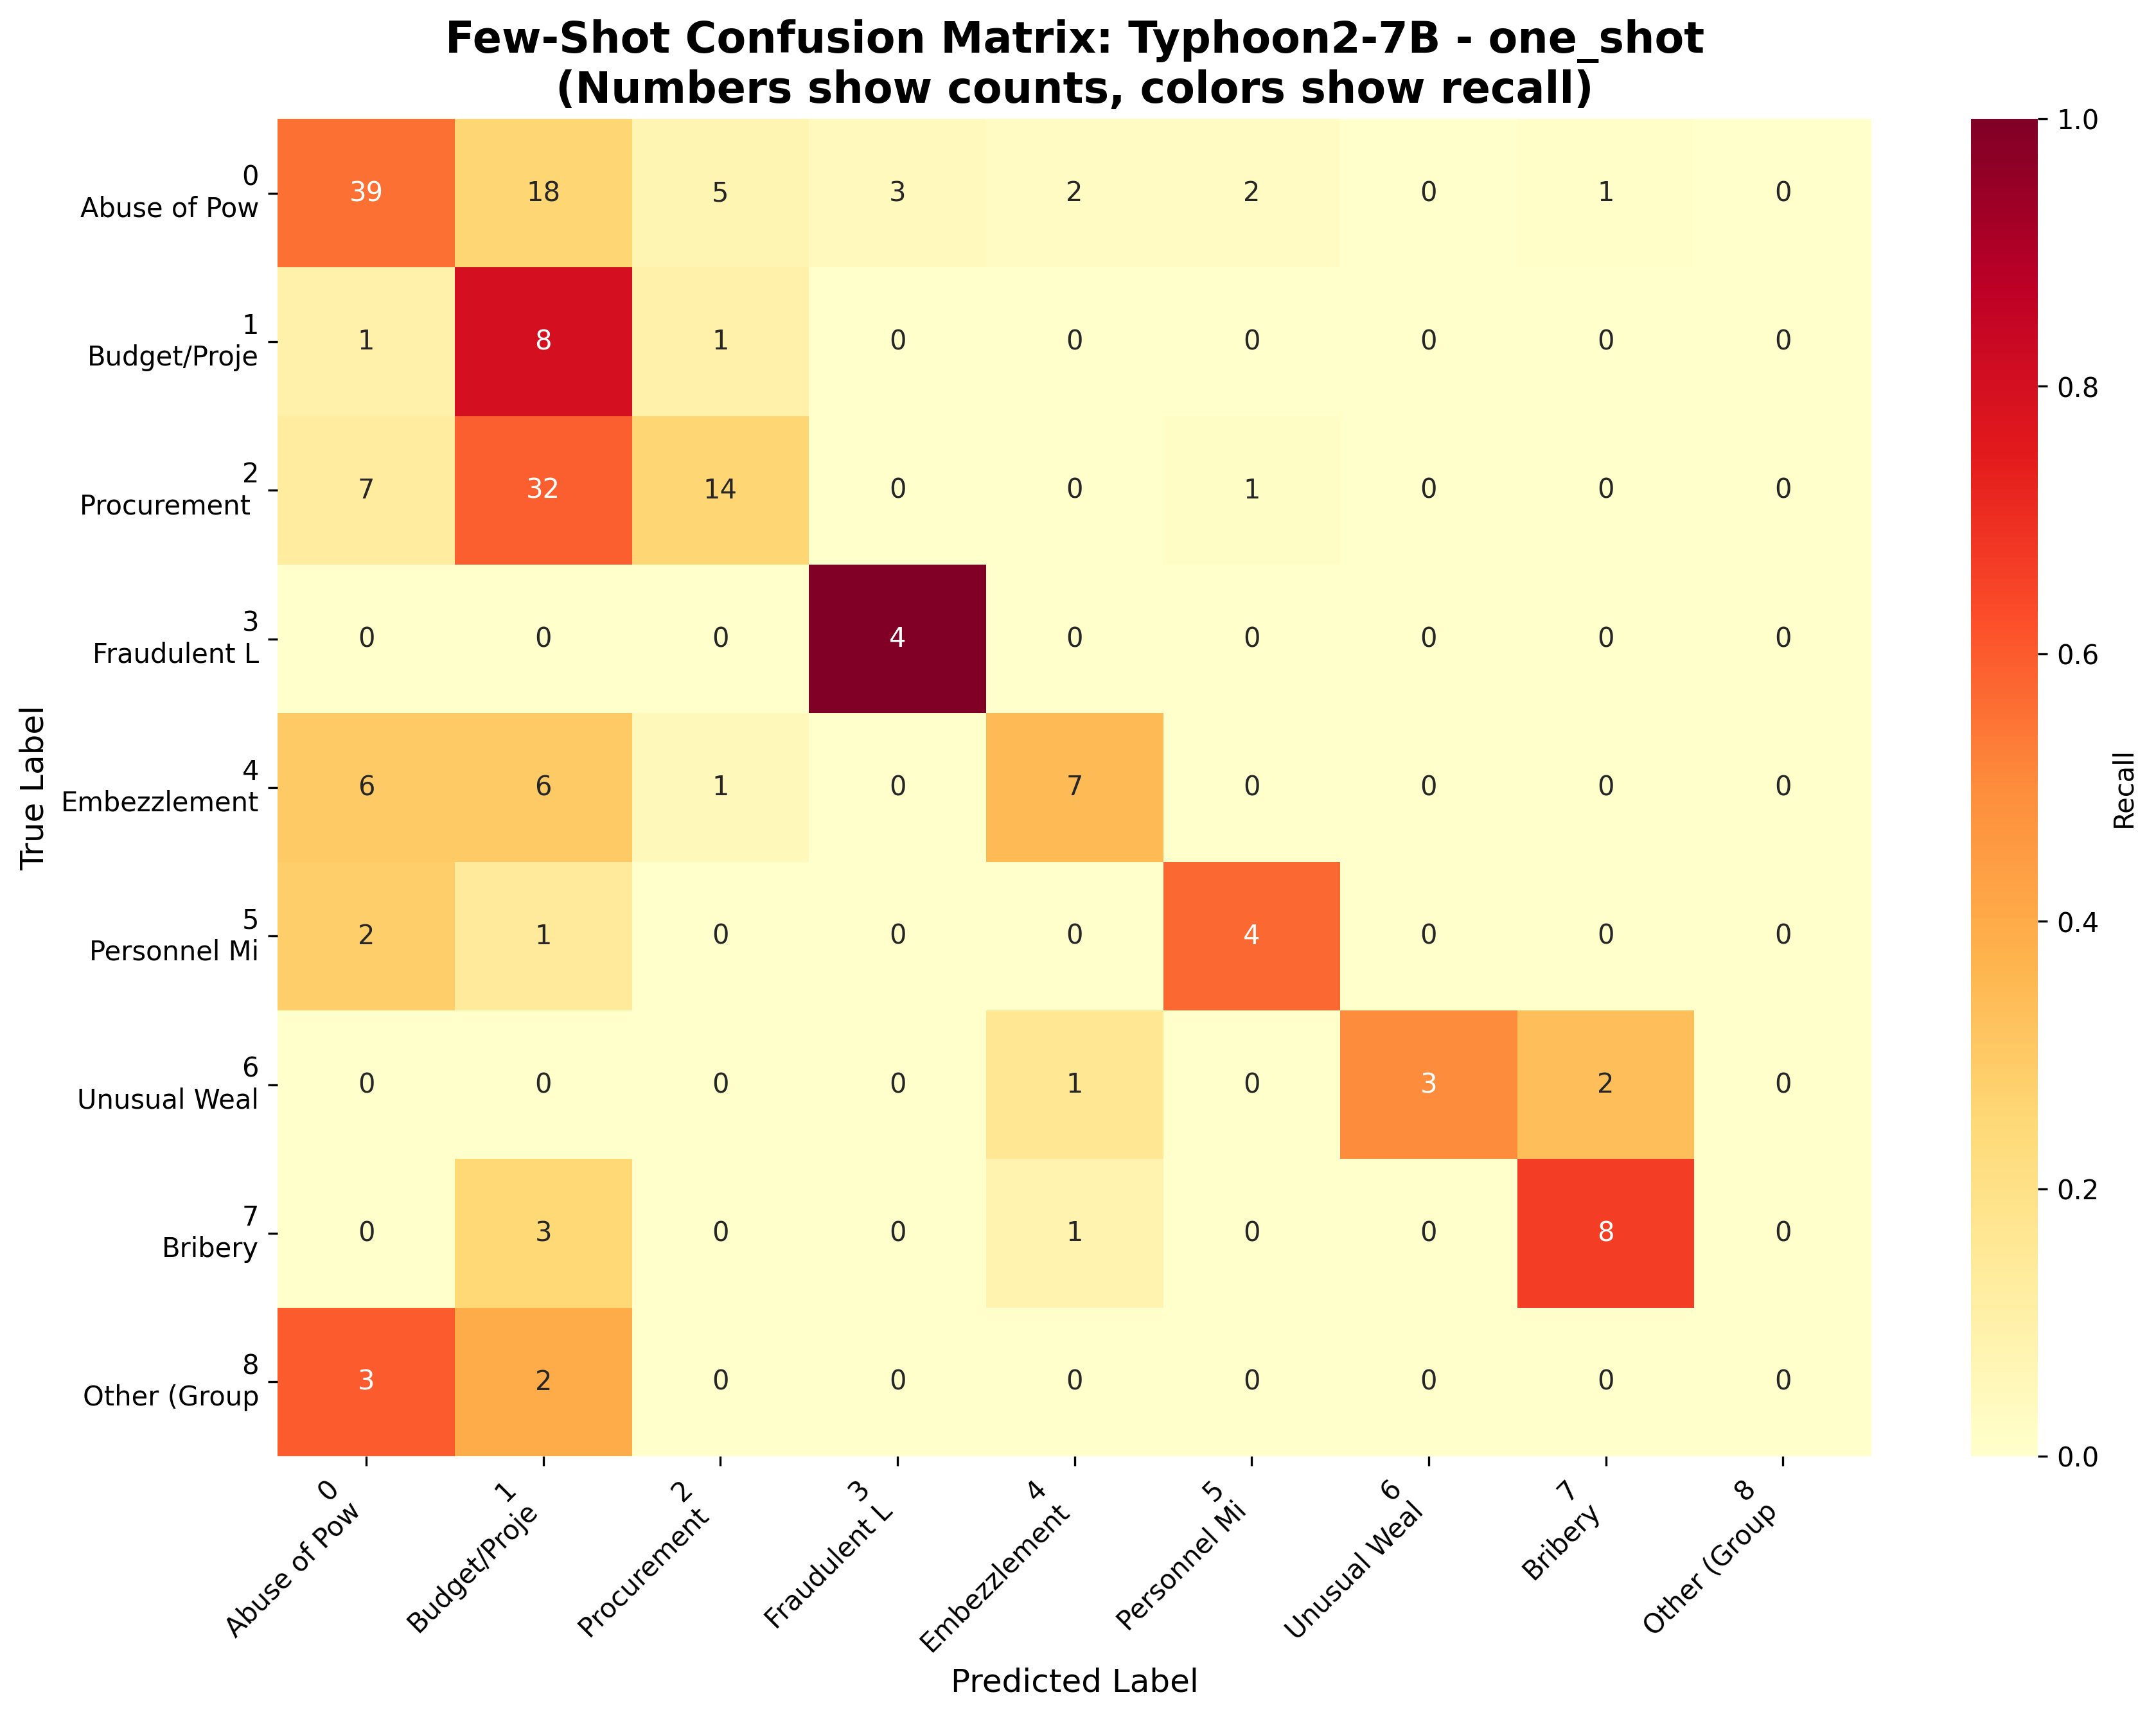 Few-Shot Confusion Matrix: Typhoon2-7B - one_shot
(Numbers show counts, colors show recall)
True Label
0
Abuse of Pow
39 18 5 3 2 2 0 1 0
1
Budget/Proje
1 8 1 0 0 0 0 0 0
2
Procurement
7 32 14 0 0 1 0 0 0
3
Fraudulent L
0 0 0 4 0 0 0 0 0
4
Embezzlement
6 6 1 0 7 0 0 0 0
5
Personnel Mi
2 1 0 0 0 4 0 0 0
6
Unusual Weal
0 0 0 0 1 0 3 2 0
7
Bribery
0 3 0 0 1 0 0 8 0
8
Other (Group
3 2 0 0 0 0 0 0 0
0
Abuse of Pow
1
Budget/Proje
2
Procurement
3
Fraudulent L
4
Embezzlement
5
Personnel Mi
6
Unusual Weal
7
Bribery
8
Other (Group
Predicted Label
1.0
0.8
0.6
0.4
0.2
0.0
Recall